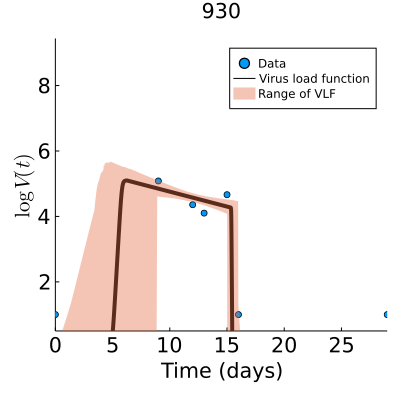 930
Data
Virus load function
Range of VLF
log V(t)
8
6
4
2
0 5 10 15 20 25
Time (days)